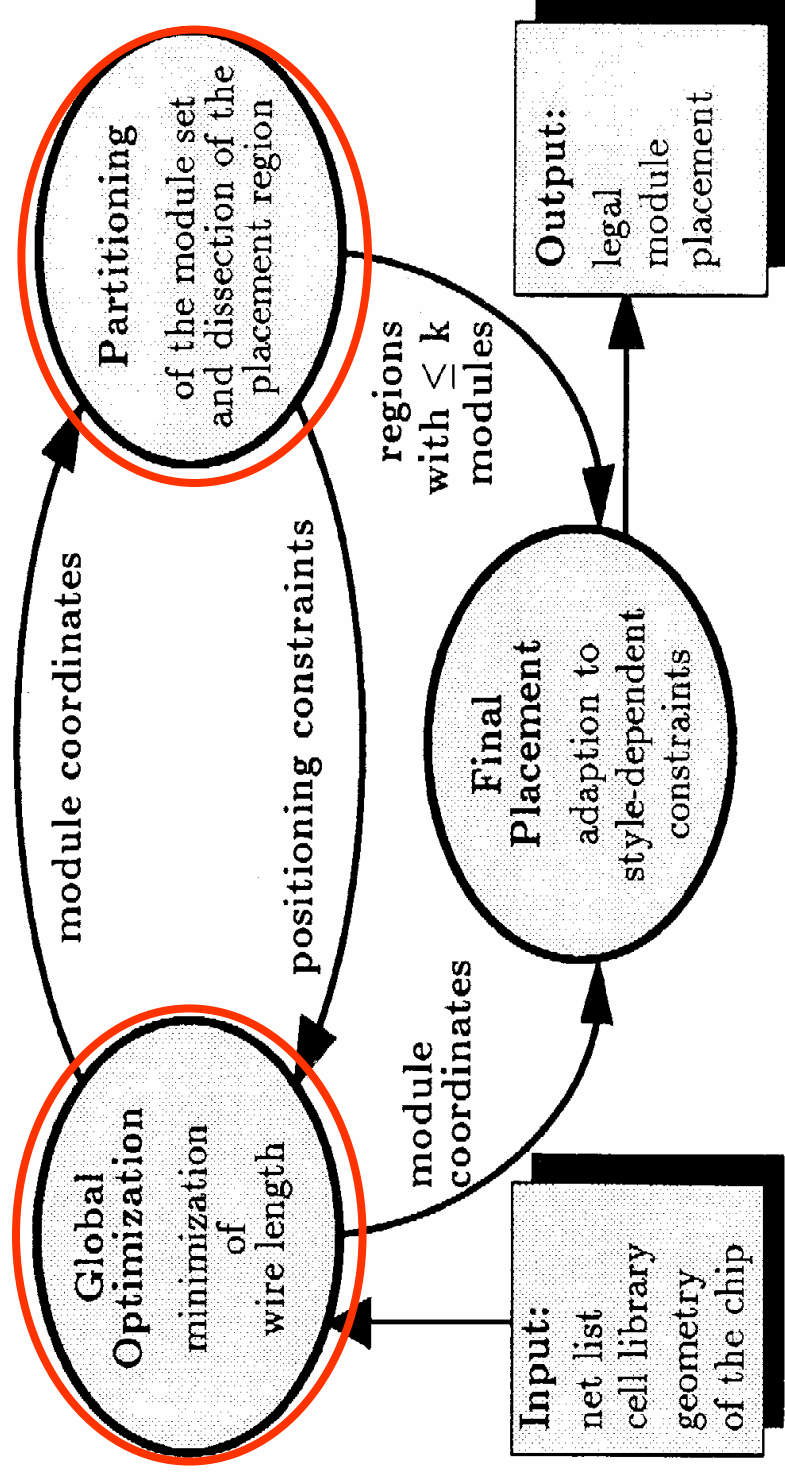 Global
Optimization
minimization
of
wire length
module coordinates
positioning constraints
Partitioning
of the module set
and dissection of the
placement region
module
coordinates
regions
with ≤ k
modules
Final
Placement
adaption to
style-dependent
constraints
Input:
net list
cell library
geometry
of the chip
Output:
legal
module
placement